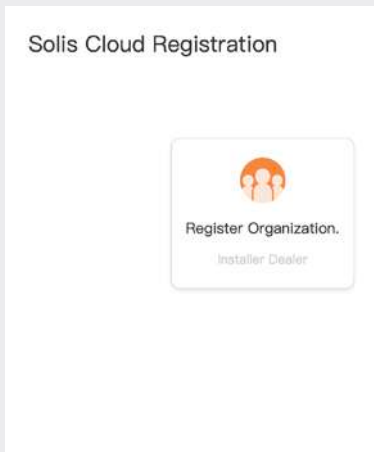 Solis Cloud Registration
Register Organization.
Installer Dealer